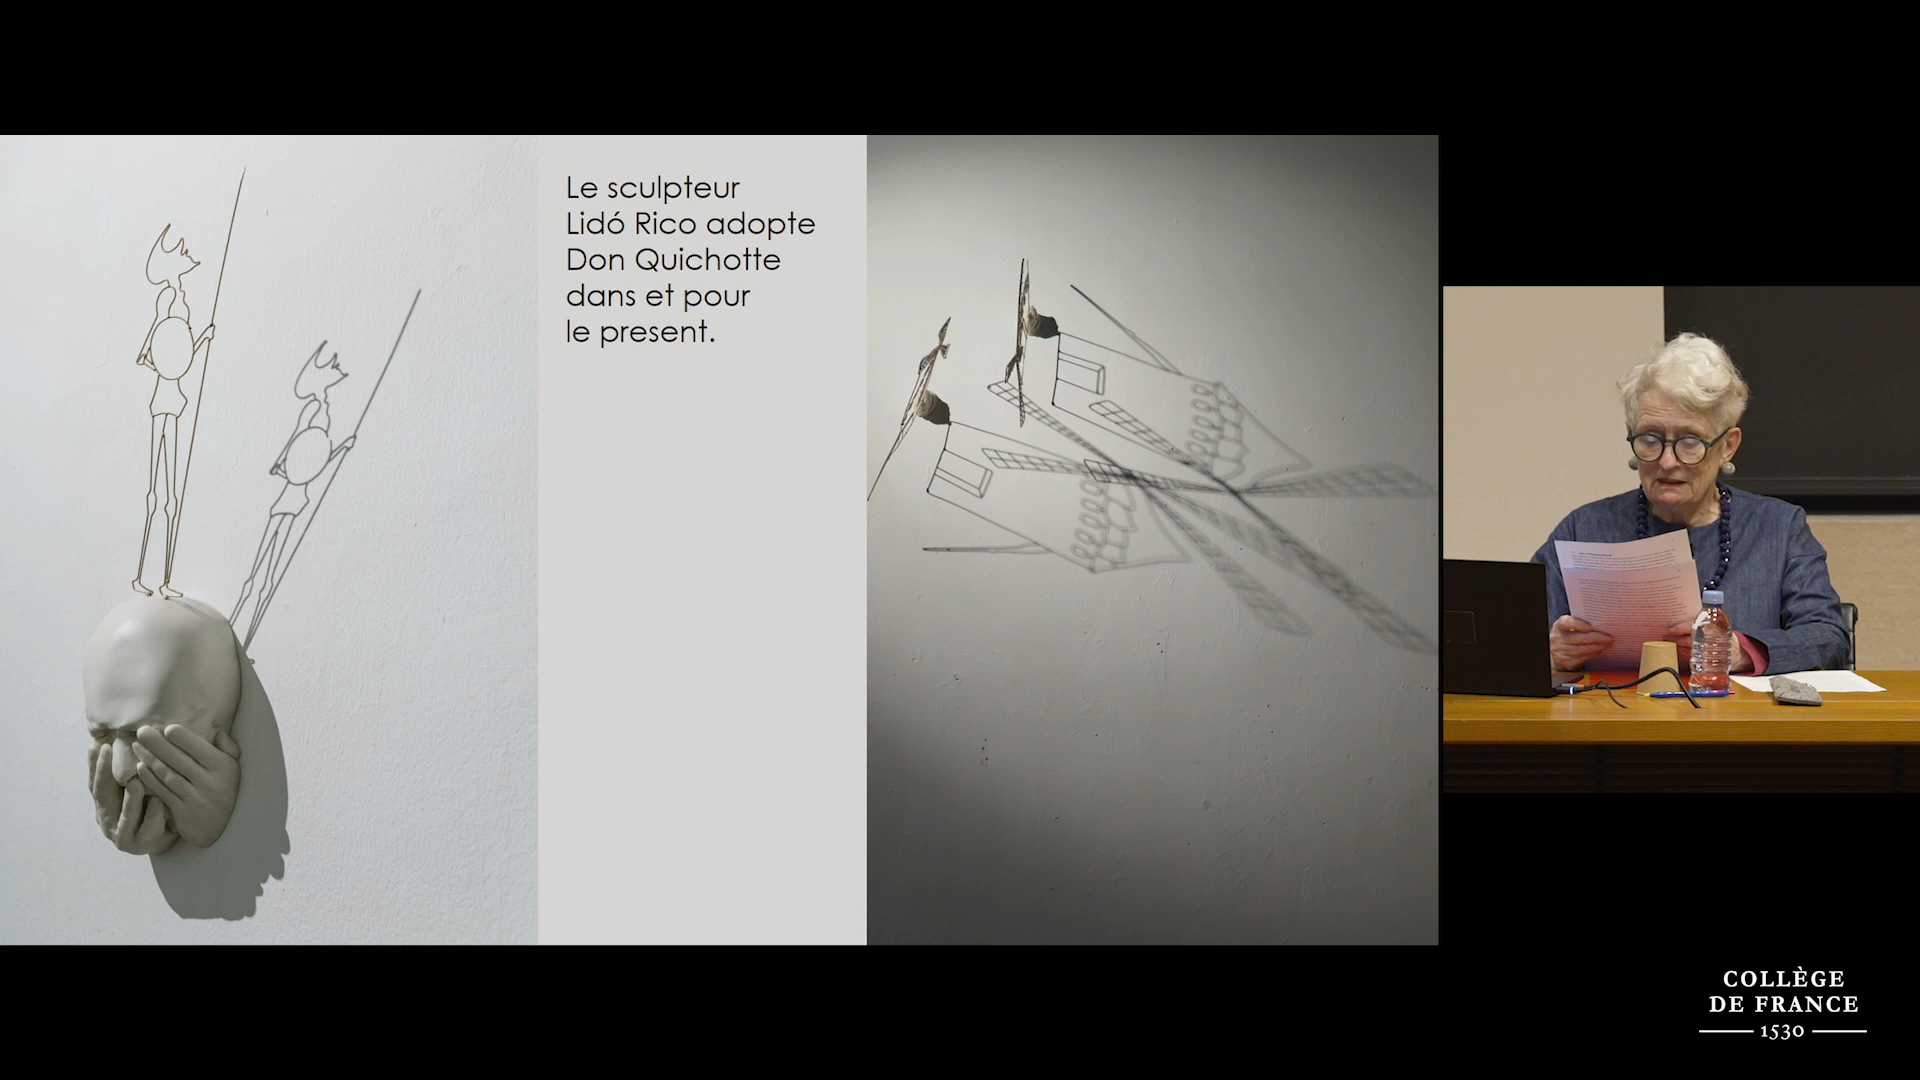 Le sculpteur
Lidó Rico adopte
Don Quichotte
dans et pour
le present.
COLLÈGE
DE FRANCE
1530